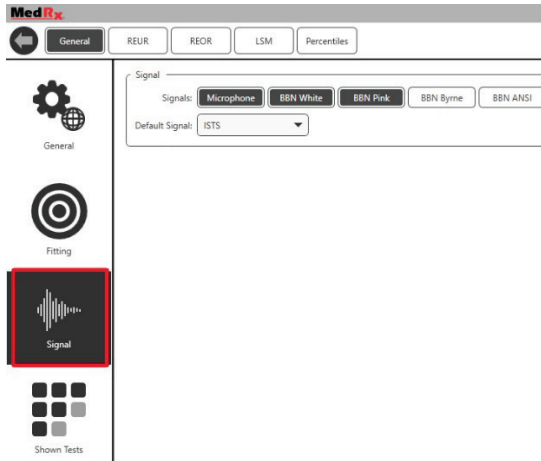 MedRx
General REUR REOR LSM Percentiles
Signal
Signals: Microphone BBN White BBN Pink BBN Byrne BBN ANSI
Default Signal: ISTS
General
Fitting
Signal
Shown Tests